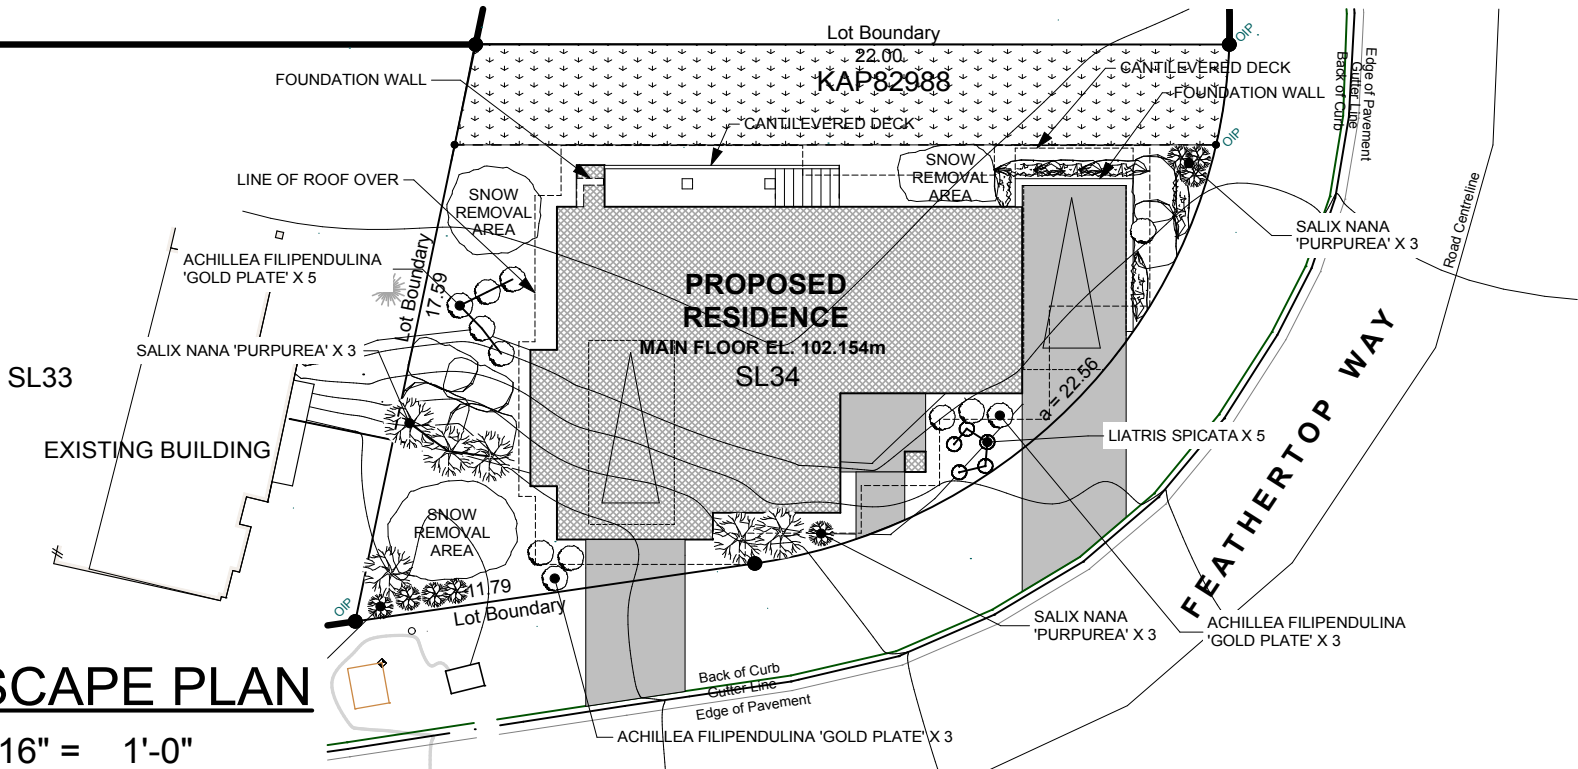 Lot Boundary
22.00
KAP82988
OIP
FOUNDATION WALL
CANTILEVERED DECK
FOUNDATION WALL
CANTILEVERED DECK
OIP
Back of Curb
Gutter Line
Edge of Pavement
LINE OF ROOF OVER
SNOW
REMOVAL
AREA
SNOW
REMOVAL
AREA
Road Centreline
SALIX NANA
'PURPUREA' X 3
ACHILLEA FILIPENDULINA
'GOLD PLATE' X 5
Lot Boundary
17.59
PROPOSED
RESIDENCE
MAIN FLOOR EL. 102.154m
SL34
SALIX NANA 'PURPUREA' X 3
SL33
EXISTING BUILDING
a = 22.56
FEATHERTOP WAY
LIATRIS SPICATA X 5
SNOW
REMOVAL
AREA
11.79
Lot Boundary
OIP
SALIX NANA
'PURPUREA' X 3
ACHILLEA FILIPENDULINA
'GOLD PLATE' X 3
SCAPE PLAN
16" = 1'-0"
Back of Curb
Gutter Line
Edge of Pavement
ACHILLEA FILIPENDULINA 'GOLD PLATE' X 3